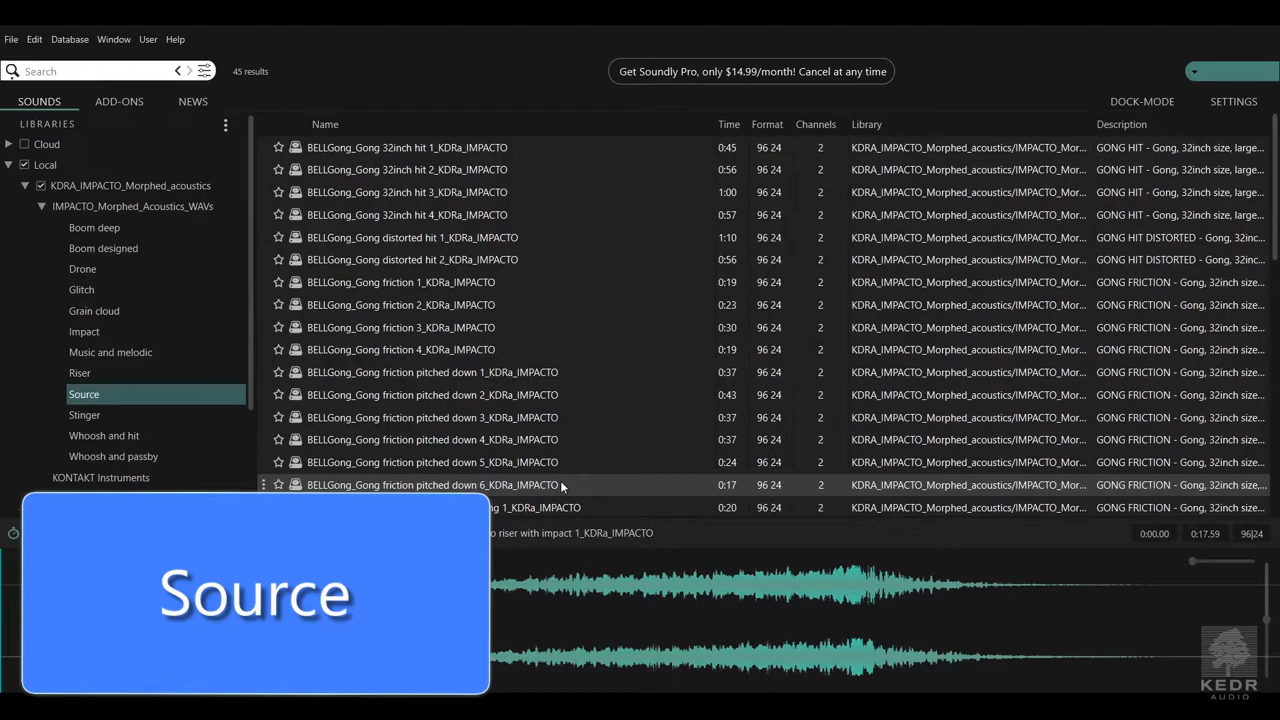 File Edit Database Window User Help
Search
45 results
Get Soundly Pro, only $14.99/month! Cancel at any time
SOUNDS ADD-ONS NEWS
DOCK-MODE SETTINGS
LIBRARIES
Cloud
Local
KDRA_IMPACTO_Morphed_acoustics
IMPACTO_Morphed_Acoustics_WAVs
Boom deep
Boom designed
Drone
Glitch
Grain cloud
Impact
Music and melodic
Riser
Source
Stinger
Whoosh and hit
Whoosh and passby
KONTAKT Instruments
Name Time Format Channels Library Description
BELLGong_Gong 32inch hit 1_KDRa_IMPACTO 0:45 96 24 2 KDRA_IMPACTO_Morphed_acoustics/IMPACTO_Mor... GONG HIT - Gong, 32inch size, large...
BELLGong_Gong 32inch hit 2_KDRa_IMPACTO 0:56 96 24 2 KDRA_IMPACTO_Morphed_acoustics/IMPACTO_Mor... GONG HIT - Gong, 32inch size, large...
BELLGong_Gong 32inch hit 3_KDRa_IMPACTO 1:00 96 24 2 KDRA_IMPACTO_Morphed_acoustics/IMPACTO_Mor... GONG HIT - Gong, 32inch size, large...
BELLGong_Gong 32inch hit 4_KDRa_IMPACTO 0:57 96 24 2 KDRA_IMPACTO_Morphed_acoustics/IMPACTO_Mor... GONG HIT - Gong, 32inch size, large...
BELLGong_Gong distorted hit 1_KDRa_IMPACTO 1:10 96 24 2 KDRA_IMPACTO_Morphed_acoustics/IMPACTO_Mor... GONG HIT DISTORTED - Gong, 32inc...
BELLGong_Gong distorted hit 2_KDRa_IMPACTO 0:56 96 24 2 KDRA_IMPACTO_Morphed_acoustics/IMPACTO_Mor... GONG HIT DISTORTED - Gong, 32inc...
BELLGong_Gong friction 1_KDRa_IMPACTO 0:19 96 24 2 KDRA_IMPACTO_Morphed_acoustics/IMPACTO_Mor... GONG FRICTION - Gong, 32inch size...
BELLGong_Gong friction 2_KDRa_IMPACTO 0:23 96 24 2 KDRA_IMPACTO_Morphed_acoustics/IMPACTO_Mor... GONG FRICTION - Gong, 32inch size...
BELLGong_Gong friction 3_KDRa_IMPACTO 0:30 96 24 2 KDRA_IMPACTO_Morphed_acoustics/IMPACTO_Mor... GONG FRICTION - Gong, 32inch size...
BELLGong_Gong friction 4_KDRa_IMPACTO 0:19 96 24 2 KDRA_IMPACTO_Morphed_acoustics/IMPACTO_Mor... GONG FRICTION - Gong, 32inch size...
BELLGong_Gong friction pitched down 1_KDRa_IMPACTO 0:37 96 24 2 KDRA_IMPACTO_Morphed_acoustics/IMPACTO_Mor... GONG FRICTION - Gong, 32inch size...
BELLGong_Gong friction pitched down 2_KDRa_IMPACTO 0:43 96 24 2 KDRA_IMPACTO_Morphed_acoustics/IMPACTO_Mor... GONG FRICTION - Gong, 32inch size...
BELLGong_Gong friction pitched down 3_KDRa_IMPACTO 0:37 96 24 2 KDRA_IMPACTO_Morphed_acoustics/IMPACTO_Mor... GONG FRICTION - Gong, 32inch size...
BELLGong_Gong friction pitched down 4_KDRa_IMPACTO 0:37 96 24 2 KDRA_IMPACTO_Morphed_acoustics/IMPACTO_Mor... GONG FRICTION - Gong, 32inch size...
BELLGong_Gong friction pitched down 5_KDRa_IMPACTO 0:24 96 24 2 KDRA_IMPACTO_Morphed_acoustics/IMPACTO_Mor... GONG FRICTION - Gong, 32inch size...
BELLGong_Gong friction pitched down 6_KDRa_IMPACTO 0:17 96 24 2 KDRA_IMPACTO_Morphed_acoustics/IMPACTO_Mor... GONG FRICTION - Gong, 32inch size,...
ng 1_KDRa_IMPACTO 0:20 96 24 2 KDRA_IMPACTO_Morphed_acoustics/IMPACTO_Mor... GONG FRICTION - Gong, 32inch size...
o riser with impact 1_KDRa_IMPACTO 0:00.00 0:17.59 96|24
Source
KEDR
AUDIO